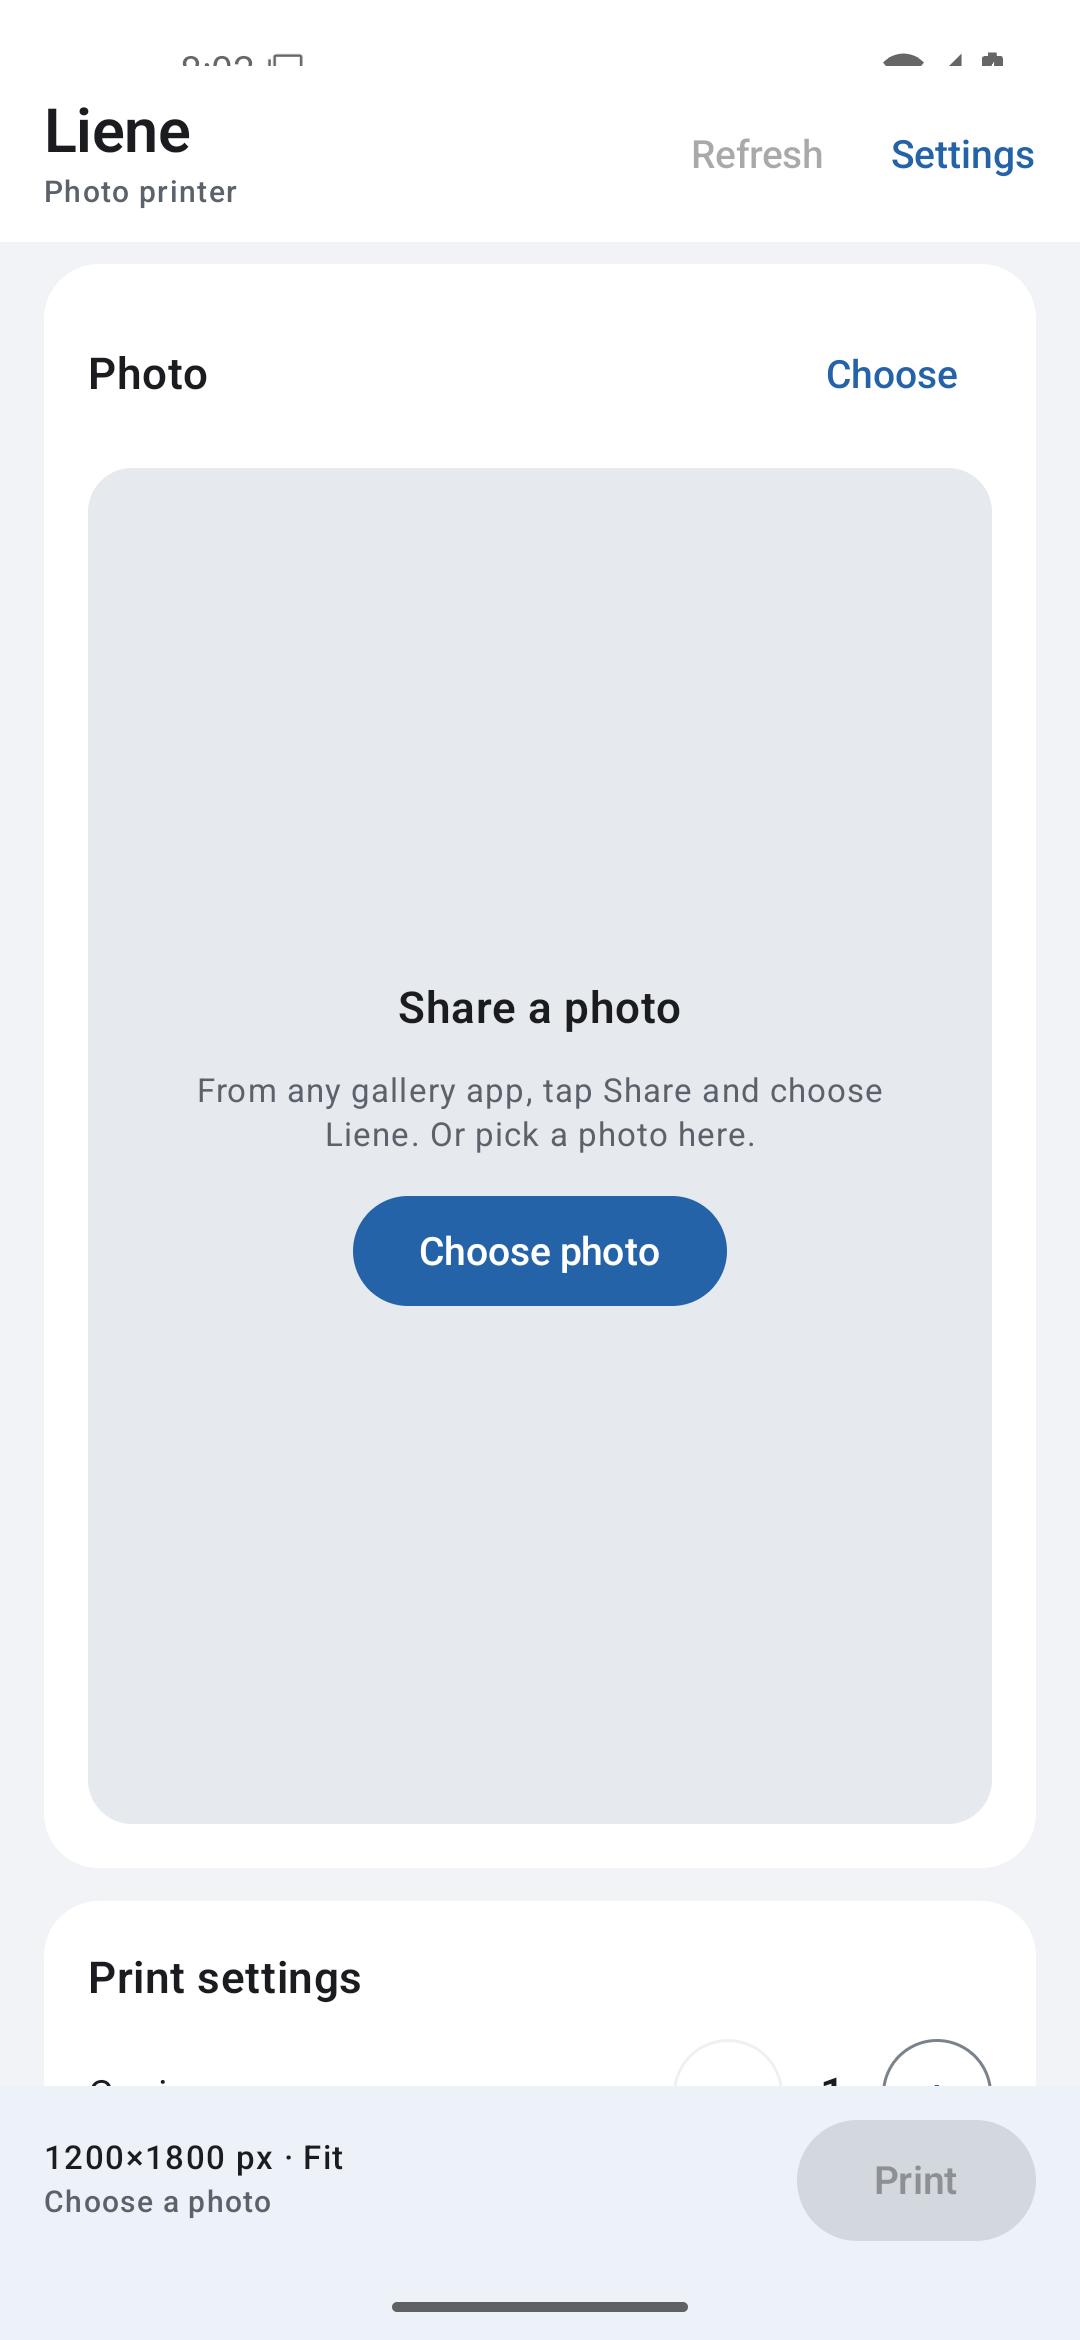 Liene
Photo printer
Refresh
Settings
Photo
Choose
Share a photo
From any gallery app, tap Share and choose
Liene. Or pick a photo here.
Choose photo
Print settings
1
1200×1800 px · Fit
Choose a photo
Print